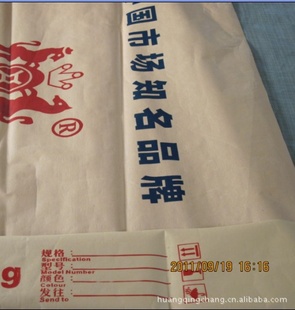 国市场知名品牌
®
g
规格:
Specification
型号:
Model Number
颜色:
Colour
发往:
Send to
2011/09/19 16:16
huangqingchang.cn.alibaba.com